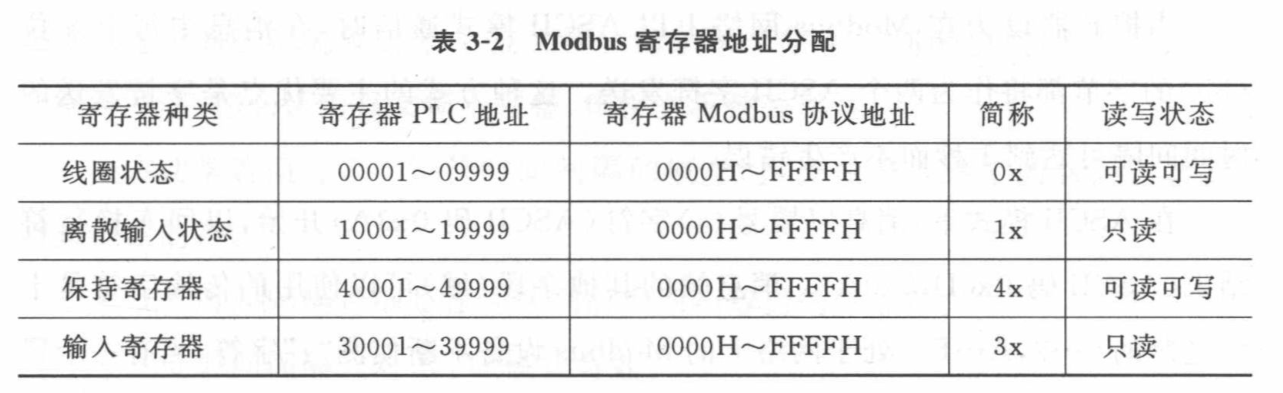 表 3-2 Modbus 寄存器地址分配
寄存器种类 寄存器 PLC 地址 寄存器 Modbus 协议地址 简称 读写状态
线圈状态 00001～09999 0000H～FFFFH 0x 可读可写
离散输入状态 10001～19999 0000H～FFFFH 1x 只读
保持寄存器 40001～49999 0000H～FFFFH 4x 可读可写
输入寄存器 30001～39999 0000H～FFFFH 3x 只读